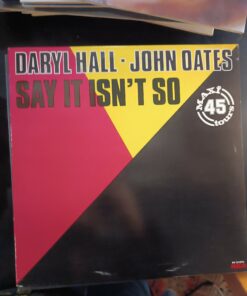 DARYL HALL · JOHN OATES
SAY IT ISN'T SO
MAXI
45
tours